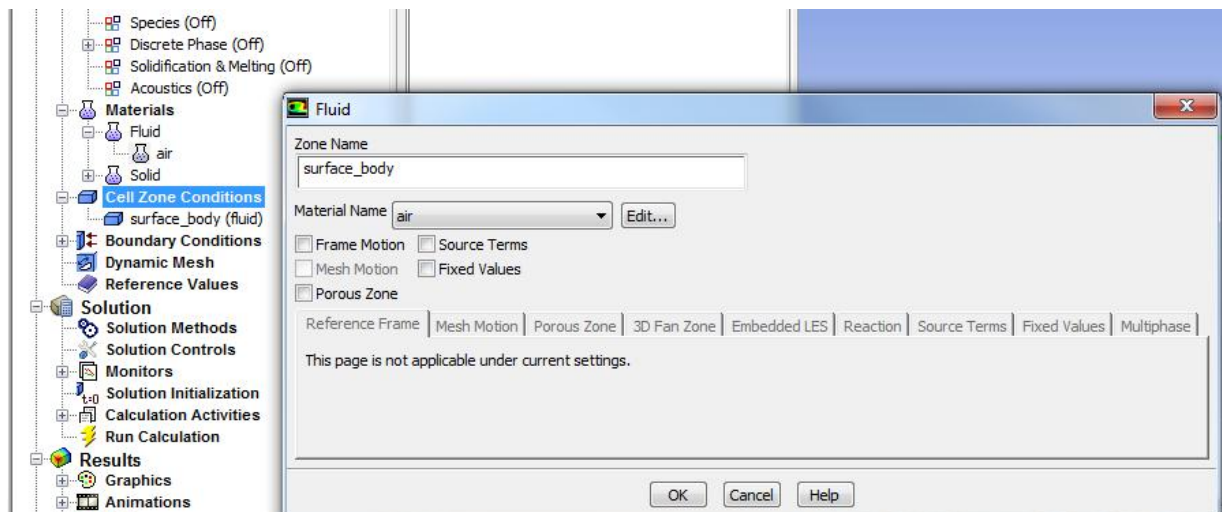 Species (Off)
Discrete Phase (Off)
Solidification & Melting (Off)
Acoustics (Off)
Materials
Fluid
air
Solid
Cell Zone Conditions
surface_body (fluid)
Boundary Conditions
Dynamic Mesh
Reference Values
Solution
Solution Methods
Solution Controls
Monitors
t=0 Solution Initialization
Calculation Activities
Run Calculation
Results
Graphics
Animations
Fluid
Zone Name
surface_body
Material Name air Edit...
Frame Motion Source Terms
Mesh Motion Fixed Values
Porous Zone
Reference Frame Mesh Motion Porous Zone 3D Fan Zone Embedded LES Reaction Source Terms Fixed Values Multiphase
This page is not applicable under current settings.
OK Cancel Help